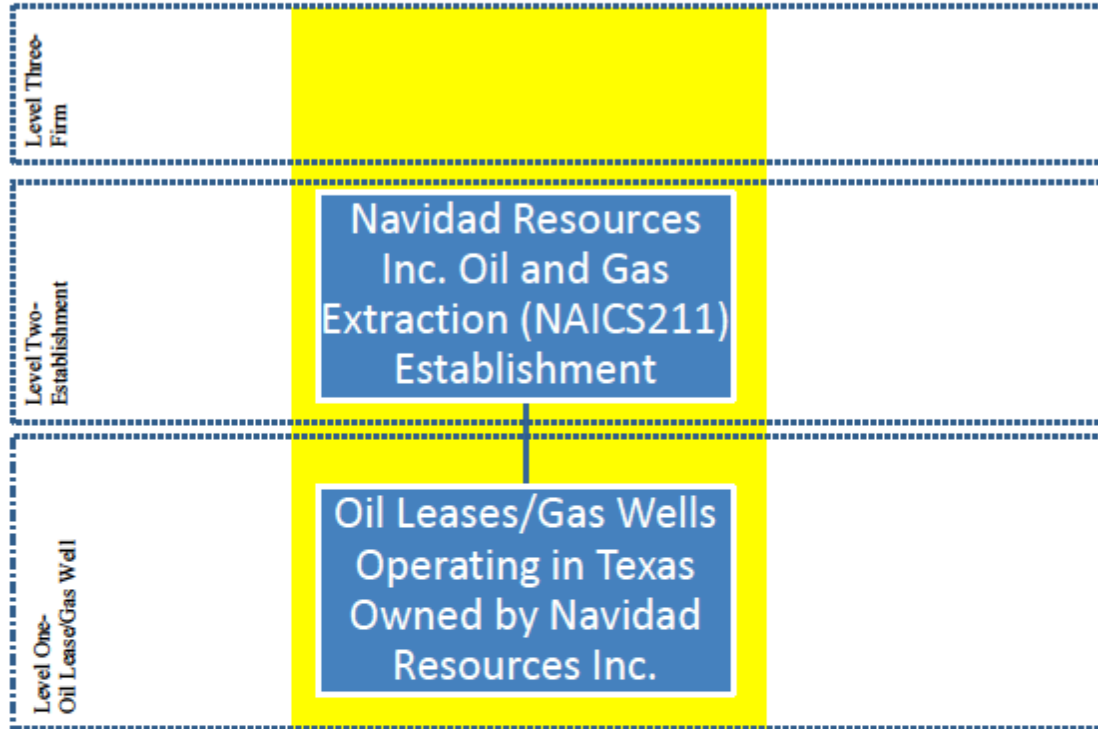 Level Three-
Firm
Level Two-
Establishment
Navidad Resources
Inc. Oil and Gas
Extraction (NAICS211)
Establishment
Level One-
Oil Lease/Gas Well
Oil Leases/Gas Wells
Operating in Texas
Owned by Navidad
Resources Inc.